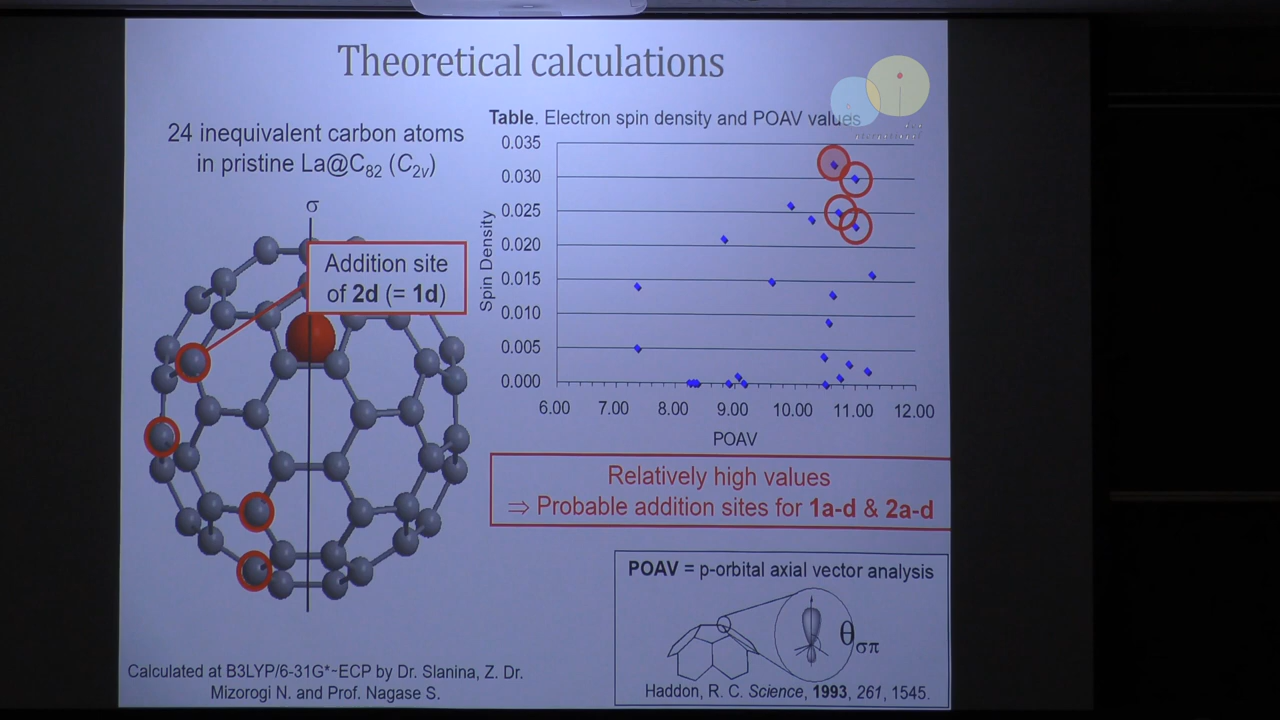 Theoretical calculations
24 inequivalent carbon atoms
in pristine La@C82 (C2v)
σ
Addition site
of 2d (= 1d)
Table. Electron spin density and POAV values
Spin Density
0.035
0.030
0.025
0.020
0.015
0.010
0.005
0.000
6.00 7.00 8.00 9.00 10.00 11.00 12.00
POAV
Relatively high values
⇒ Probable addition sites for 1a-d & 2a-d
POAV = p-orbital axial vector analysis
θσπ
Haddon, R. C. Science, 1993, 261, 1545.
Calculated at B3LYP/6-31G*~ECP by Dr. Slanina, Z. Dr.
Mizorogi N. and Prof. Nagase S.